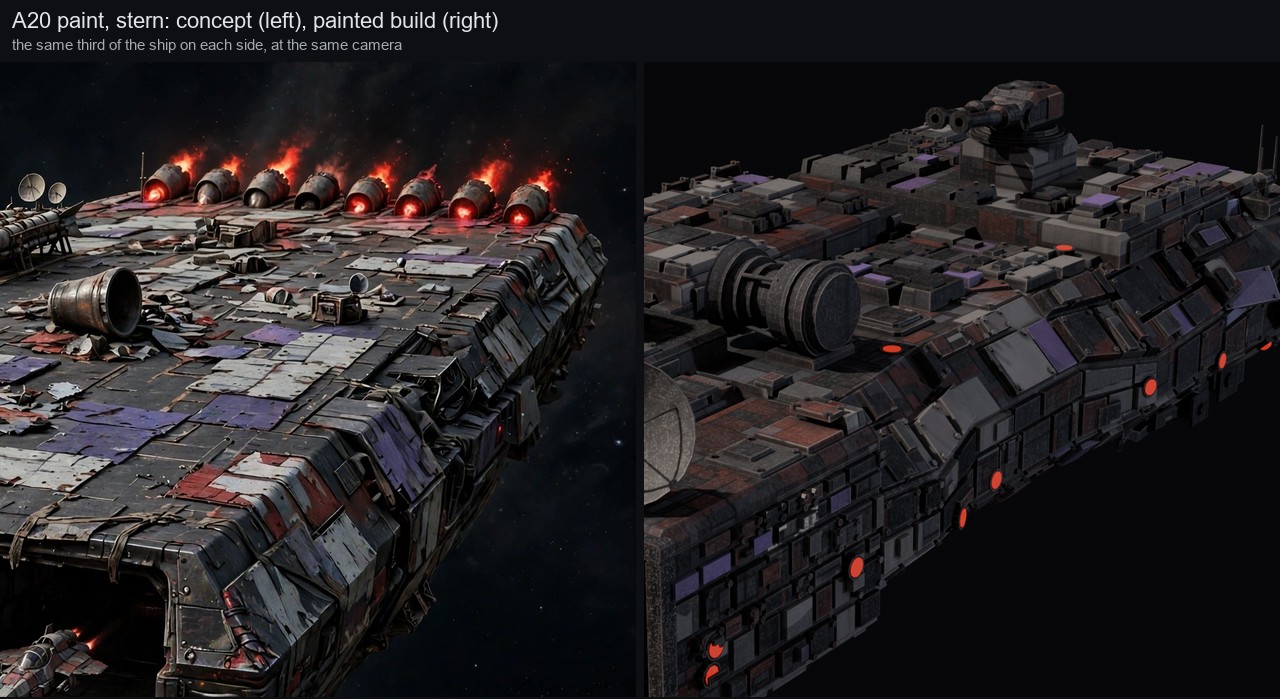 A20 paint, stern: concept (left), painted build (right)
the same third of the ship on each side, at the same camera